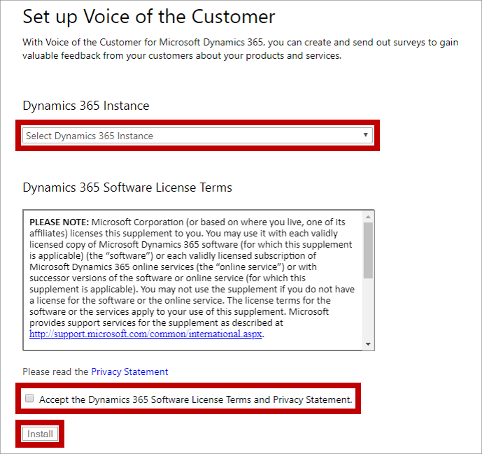 Set up Voice of the Customer
With Voice of the Customer for Microsoft Dynamics 365, you can create and send out surveys to gain
valuable feedback from your customers about your products and services.
Dynamics 365 Instance
Select Dynamics 365 Instance
Dynamics 365 Software License Terms
PLEASE NOTE: Microsoft Corporation (or based on where you live, one of its
affiliates) licenses this supplement to you. You may use it with each validly
licensed copy of Microsoft Dynamics 365 software (for which this supplement
is applicable) (the “software”) or each validly licensed subscription of
Microsoft Dynamics 365 online services (the “online service”) or with
successor versions of the software or online service (for which this
supplement is applicable). You may not use the supplement if you do not have
a license for the software or the online service. The license terms for the
software or the services apply to your use of this supplement. Microsoft
provides support services for the supplement as described at
http://support.microsoft.com/common/international.aspx.
Please read the Privacy Statement
Accept the Dynamics 365 Software License Terms and Privacy Statement.
Install